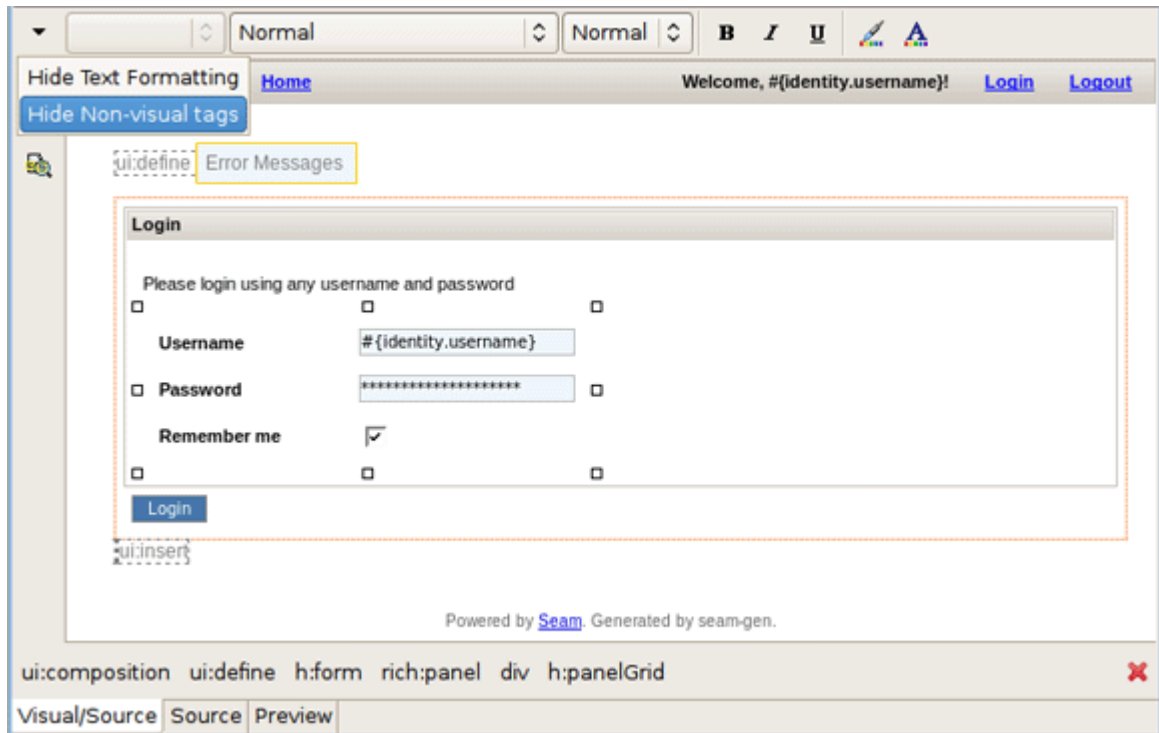 Normal Normal B I U A
Hide Text Formatting Home Welcome, #{identity.username}! Login Logout
Hide Non-visual tags
ui:define Error Messages
Login
Please login using any username and password
Username #{identity.username}
Password ********************
Remember me
Login
ui:insert
Powered by Seam. Generated by seam-gen.
ui:composition ui:define h:form rich:panel div h:panelGrid
Visual/Source Source Preview